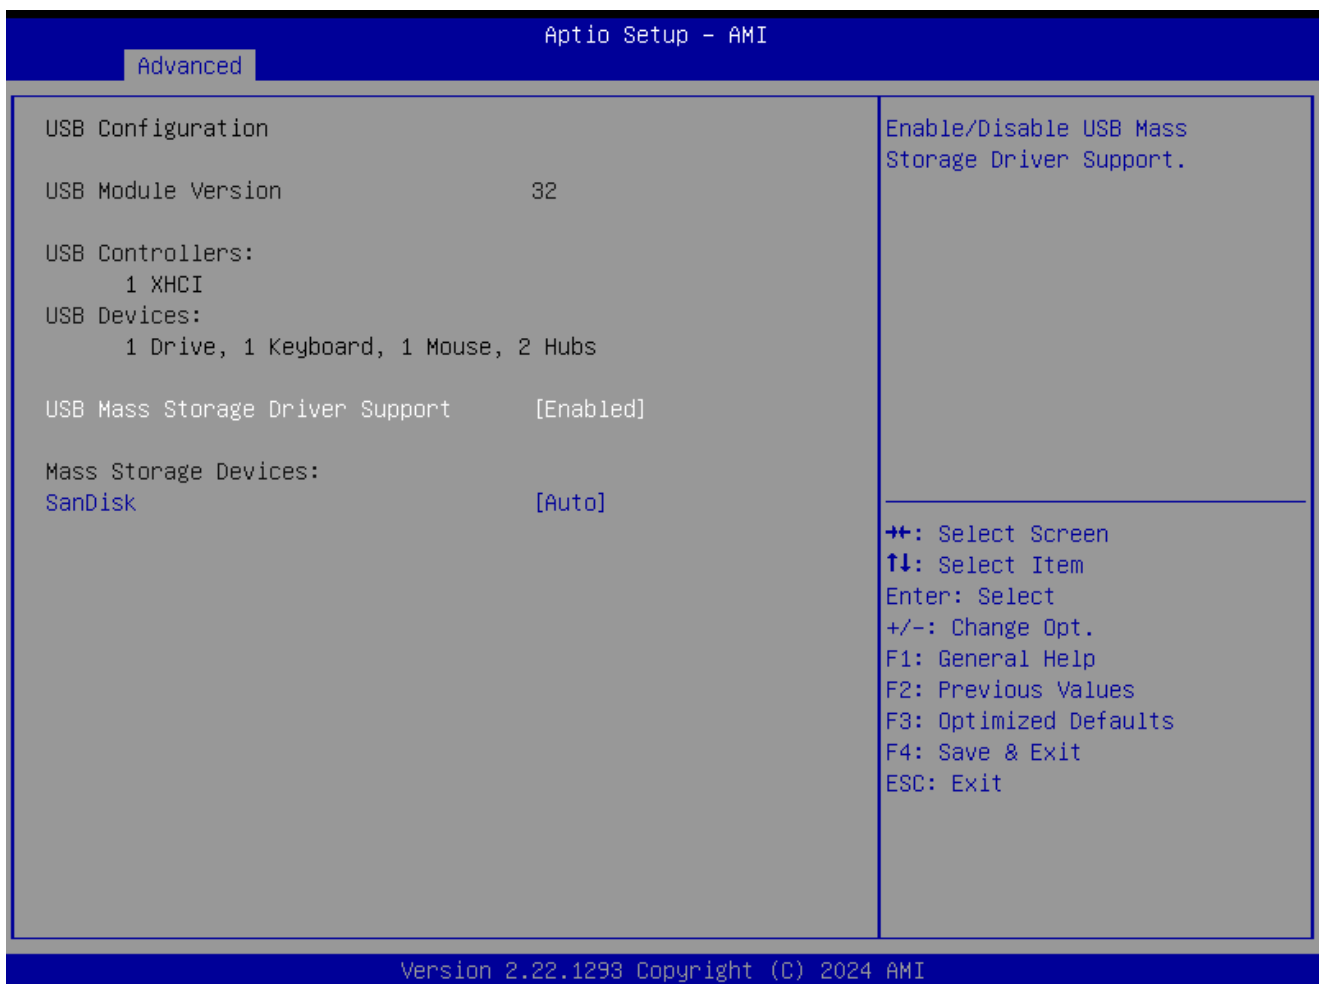 Aptio Setup – AMI
Advanced
USB Configuration
USB Module Version 32
USB Controllers:
1 XHCI
USB Devices:
1 Drive, 1 Keyboard, 1 Mouse, 2 Hubs
USB Mass Storage Driver Support [Enabled]
Mass Storage Devices:
SanDisk [Auto]
Enable/Disable USB Mass
Storage Driver Support.
→←: Select Screen
↑↓: Select Item
Enter: Select
+/-: Change Opt.
F1: General Help
F2: Previous Values
F3: Optimized Defaults
F4: Save & Exit
ESC: Exit
Version 2.22.1293 Copyright (C) 2024 AMI